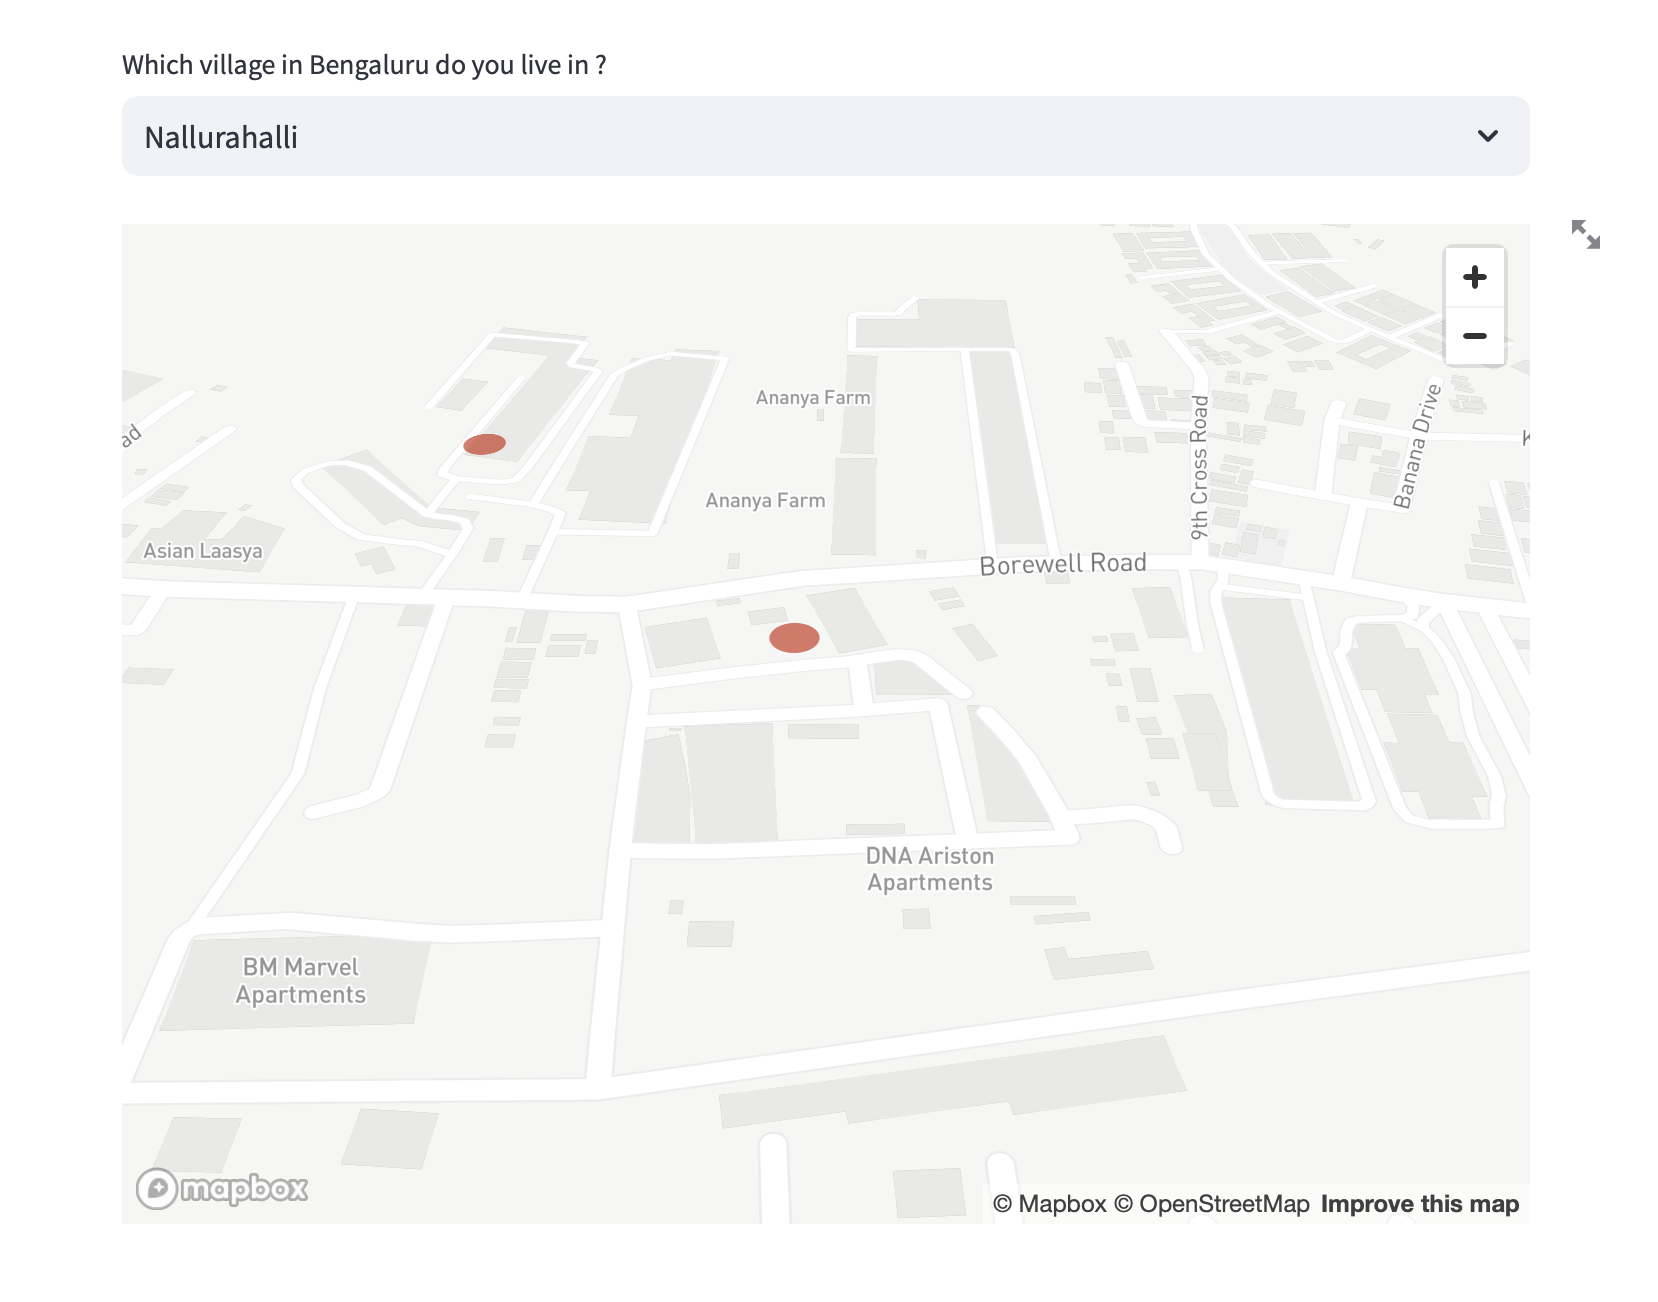 Which village in Bengaluru do you live in ?
Nallurahalli
+
−
Ananya Farm
9th Cross Road
Banana Drive
ad
K
Ananya Farm
Asian Laasya
Borewell Road
DNA Ariston
Apartments
BM Marvel
Apartments
mapbox
© Mapbox © OpenStreetMap Improve this map